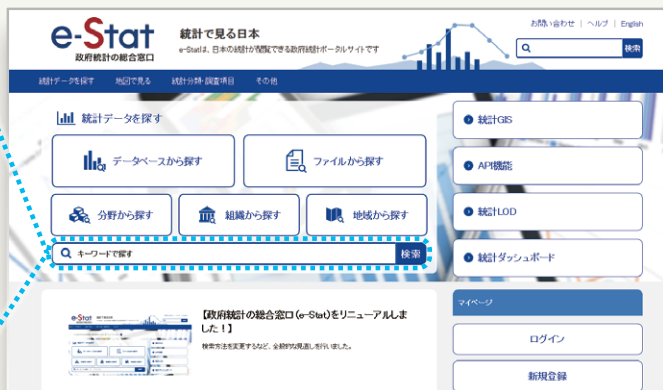 e-Stat
政府統計の総合窓口
統計で見る日本
e-Statは、日本の統計が閲覧できる政府統計ポータルサイトです
お問い合わせ | ヘルプ | English
検索
統計データを探す 地図で見る 統計分類・調査項目 その他
統計データを探す
データベースから探す
ファイルから探す
分野から探す
組織から探す
地域から探す
キーワードで探す
検索
統計GIS
API機能
統計LOD
統計ダッシュボード
【政府統計の総合窓口(e-Stat)をリニューアルしま
した!】
検索方法を変更するなど、全般的な見直しを行いました。
マイページ
ログイン
新規登録